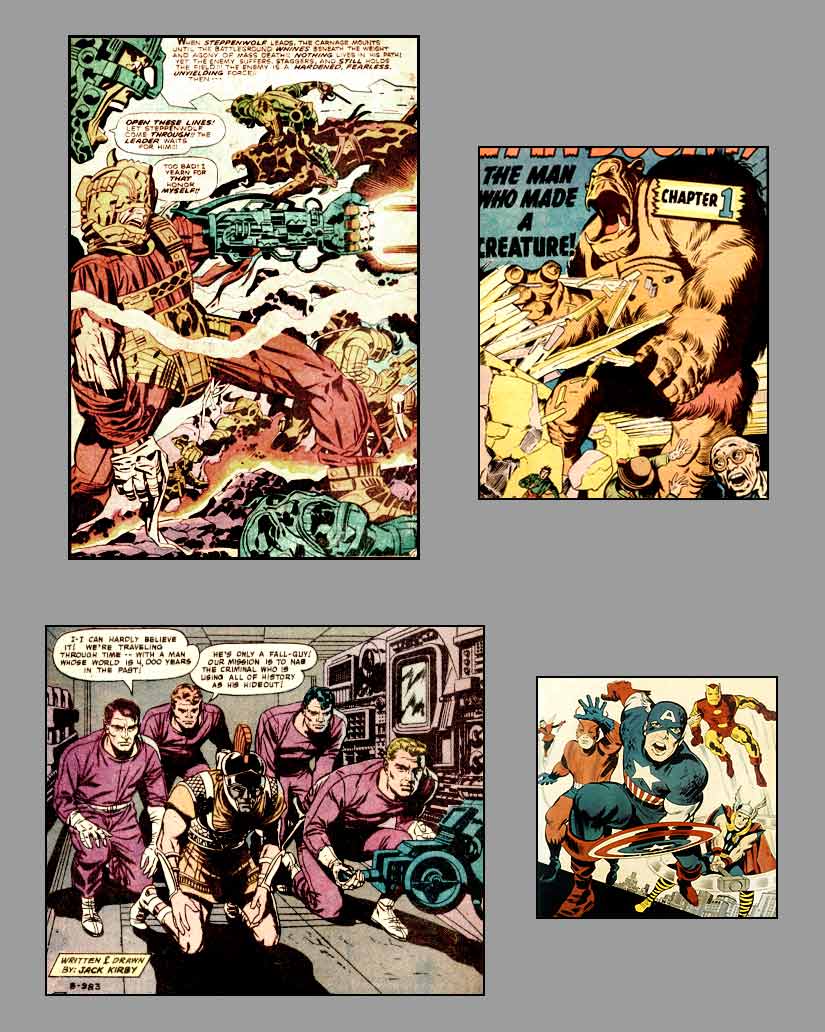 WHEN STEPPENWOLF LEADS, THE CARNAGE MOUNTS
UNTIL THE BATTLEGROUND WHINES BENEATH THE WEIGHT
AND AGONY OF MASS DEATH!! NOTHING LIVES IN HIS PATH!
YET THE ENEMY SUFFERS, STAGGERS, AND STILL HOLDS
THE FIELD!!! THE ENEMY IS A HARDENED, FEARLESS,
UNYIELDING FORCE!!
THEN ---
OPEN THESE LINES!
LET STEPPENWOLF
COME THROUGH!! THE
LEADER WAITS
FOR HIM!!!
TOO BAD! I
YEARN FOR
THAT
HONOR
MYSELF!!
THE MAN
WHO MADE
A
CREATURE!
CHAPTER 1
I-I CAN HARDLY BELIEVE
IT! WE'RE TRAVELING
THROUGH TIME -- WITH A MAN
WHOSE WORLD IS 4,000 YEARS
IN THE PAST!
HE'S ONLY A FALL-GUY!
OUR MISSION IS TO NAB
THE CRIMINAL WHO IS
USING ALL OF HISTORY
AS HIS HIDEOUT!
WRITTEN & DRAWN
BY: JACK KIRBY
B-983